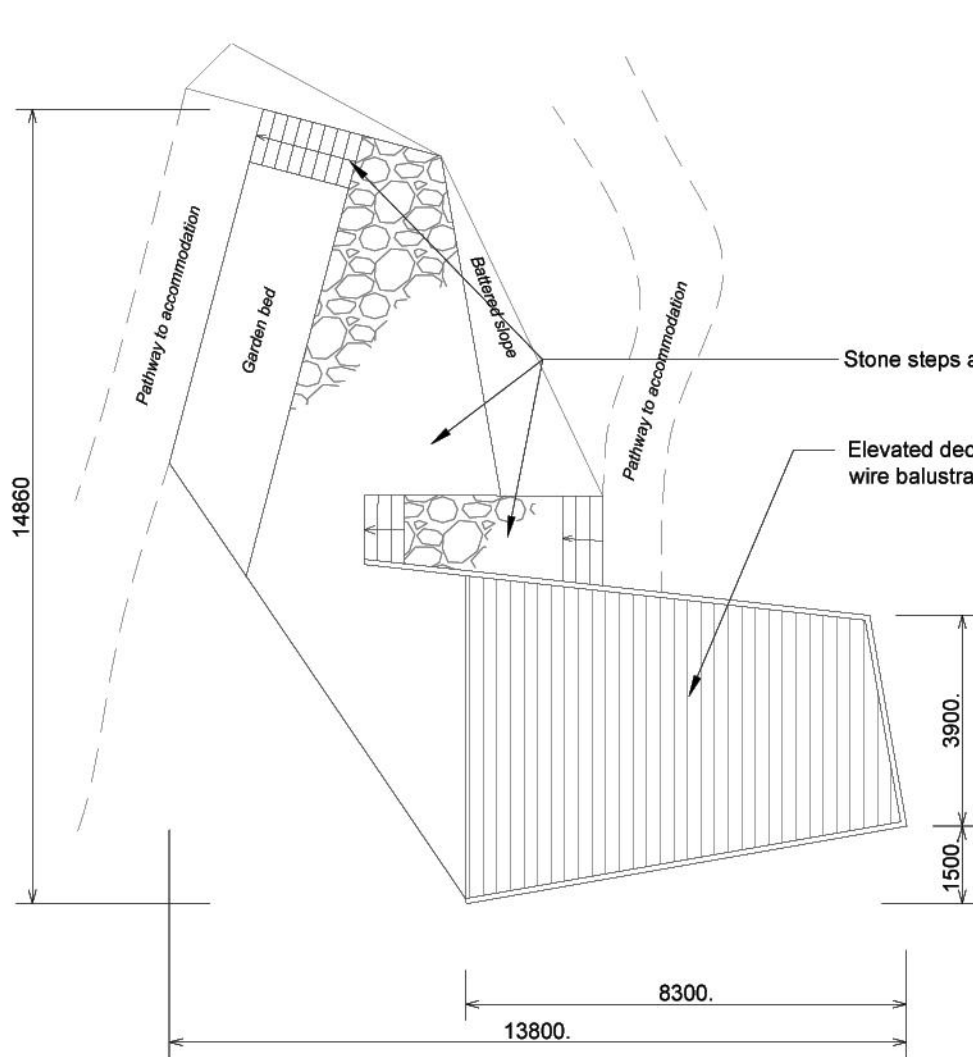 Pathway to accommodation
Garden bed
Battered slope
Pathway to accommodation
Stone steps a
Elevated dec
wire balustra
14860
3900.
1500.
8300.
13800.